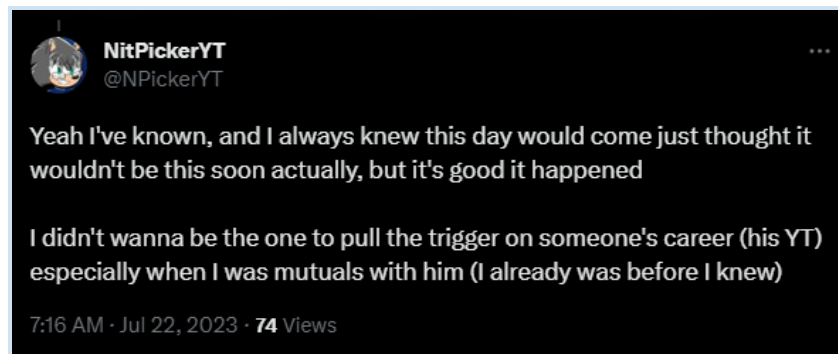 NitPickerYT
@NPickerYT
Yeah I've known, and I always knew this day would come just thought it
wouldn't be this soon actually, but it's good it happened
I didn't wanna be the one to pull the trigger on someone's career (his YT)
especially when I was mutuals with him (I already was before I knew)
7:16 AM · Jul 22, 2023 · 74 Views